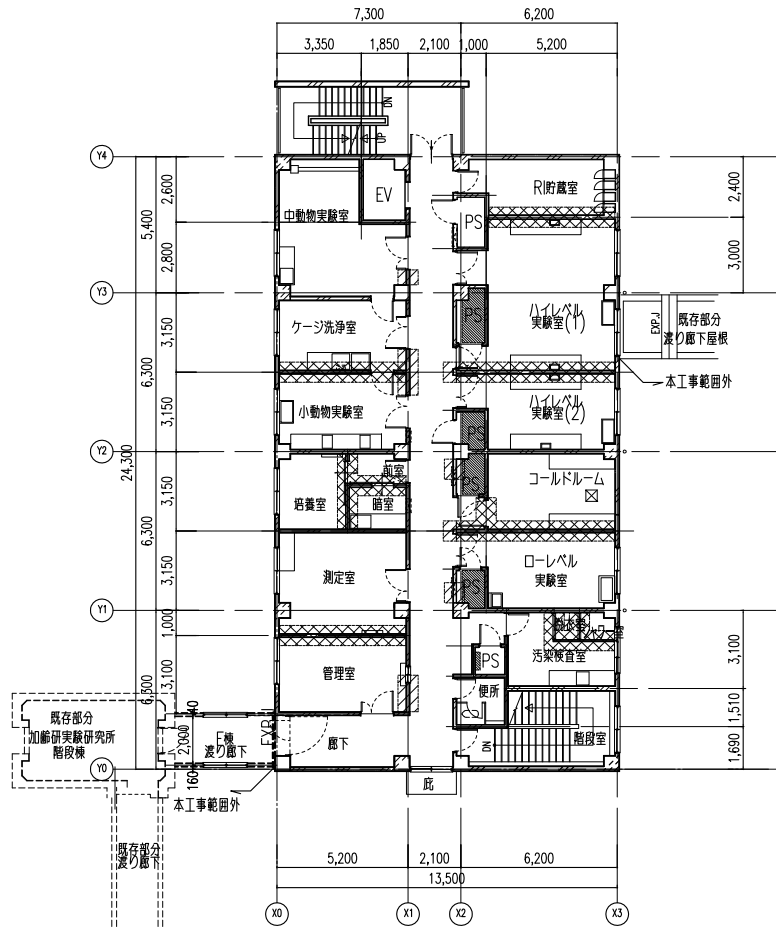 7,300
6,200
3,350
1,850
2,100
1,000
5,200
DN
UP
Y4
2,600
5,400
2,800
EV
中動物実験室
PS
RI貯蔵室
2,400
3,000
Y3
3,150
6,300
3,150
ケージ洗浄室
PS
ハイレベル
実験室(1)
EXP.J
既存部分
渡り廊下屋根
本工事範囲外
小動物実験室
ハイレベル
実験室(2)
PS
Y2
24,300
3,150
6,300
3,150
前室
培養室
暗室
PS
コールドルーム
測定室
PS
ローレベル
実験室
Y1
1,000
3,100
6,500
管理室
PS
汚染検査室
3,100
便所
1,510
既存部分
加齢研実験研究所
階段棟
140
2,000
160
F棟
渡り廊下
EXP.J
廊下
DN
階段室
1,690
Y0
本工事範囲外
庇
既存部分
渡り廊下
5,200
2,100
6,200
13,500
X0
X1
X2
X3